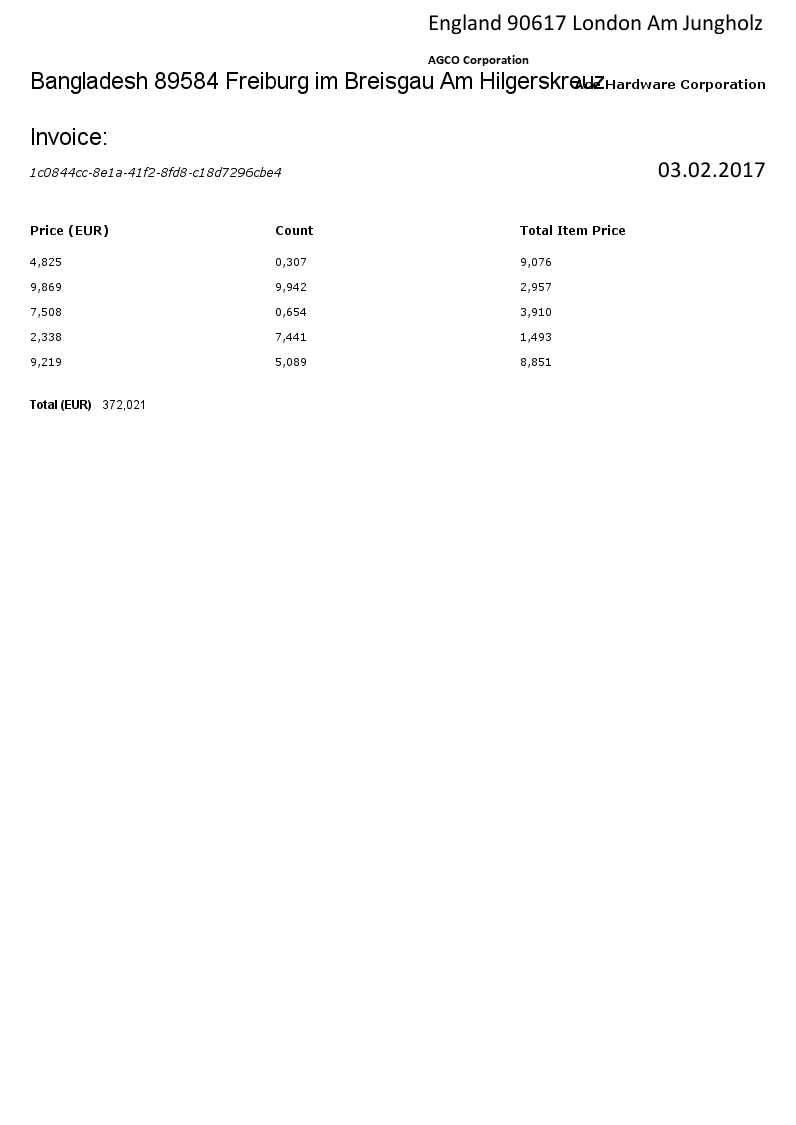 England 90617 London Am Jungholz
AGCO Corporation
Bangladesh 89584 Freiburg im Breisgau Am Hilgerskreuz
Ace Hardware Corporation
Invoice:
1c0844cc-8e1a-41f2-8fd8-c18d7296cbe4
03.02.2017
Price (EUR) Count Total Item Price
4,825 0,307 9,076
9,869 9,942 2,957
7,508 0,654 3,910
2,338 7,441 1,493
9,219 5,089 8,851
Total (EUR) 372,021